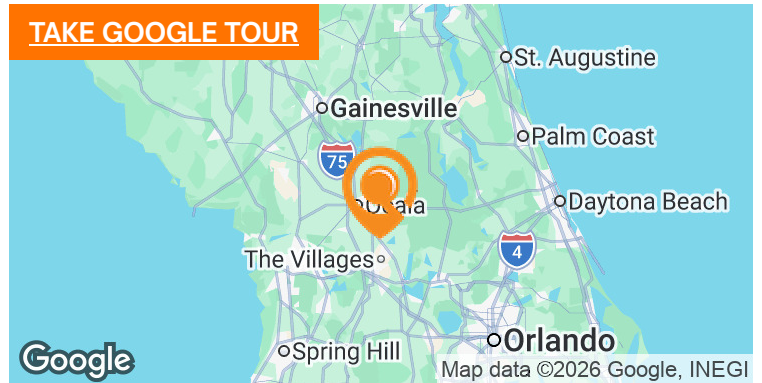 TAKE GOOGLE TOUR
St. Augustine
Gainesville
Palm Coast
75
Ocala
Daytona Beach
4
The Villages
Orlando
Spring Hill
Google
Map data ©2026 Google, INEGI